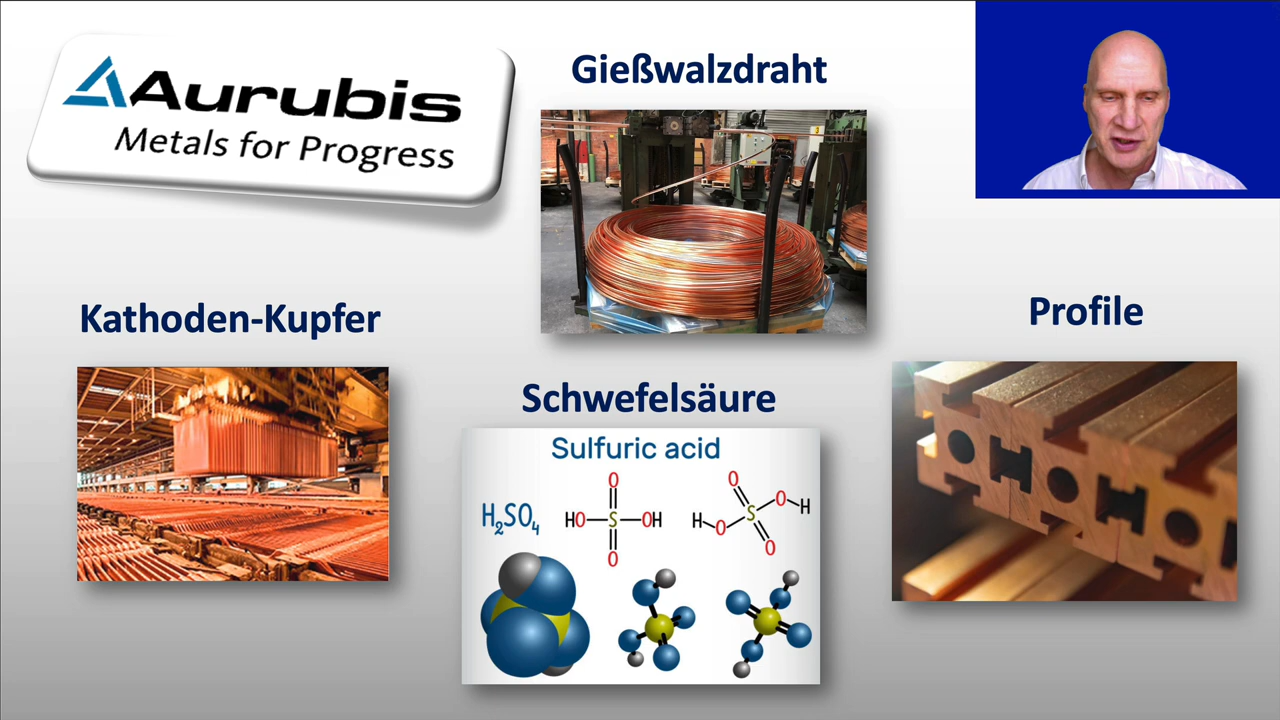 Aurubis
Metals for Progress
Gießwalzdraht
Kathoden-Kupfer
Profile
Schwefelsäure
Sulfuric acid
H2SO4
O
HO S OH
O
O
O H
S
H O
O